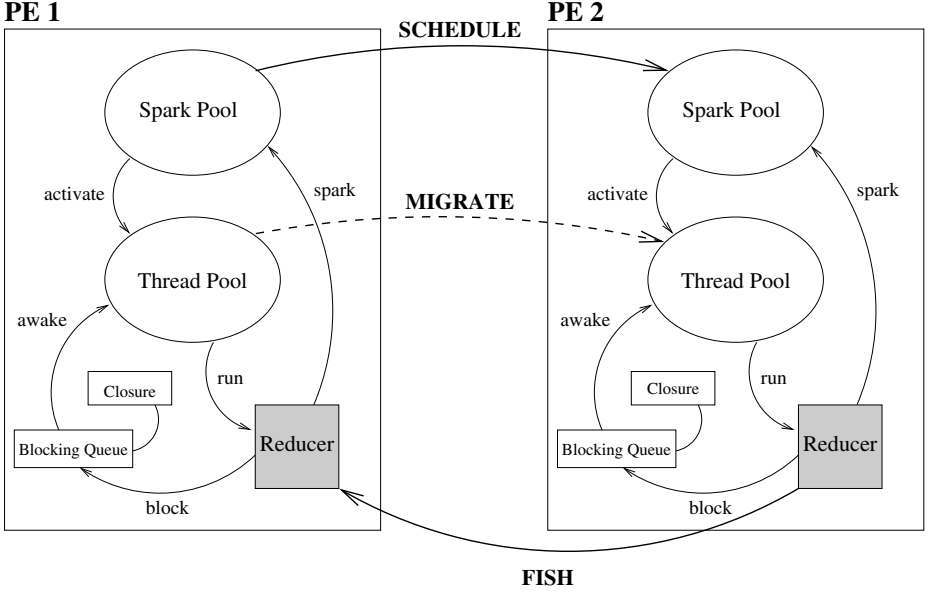 PE 1
PE 2
SCHEDULE
Spark Pool
Spark Pool
activate
spark
activate
spark
MIGRATE
Thread Pool
Thread Pool
awake
awake
run
run
Closure
Closure
Blocking Queue
Reducer
Blocking Queue
Reducer
block
block
FISH